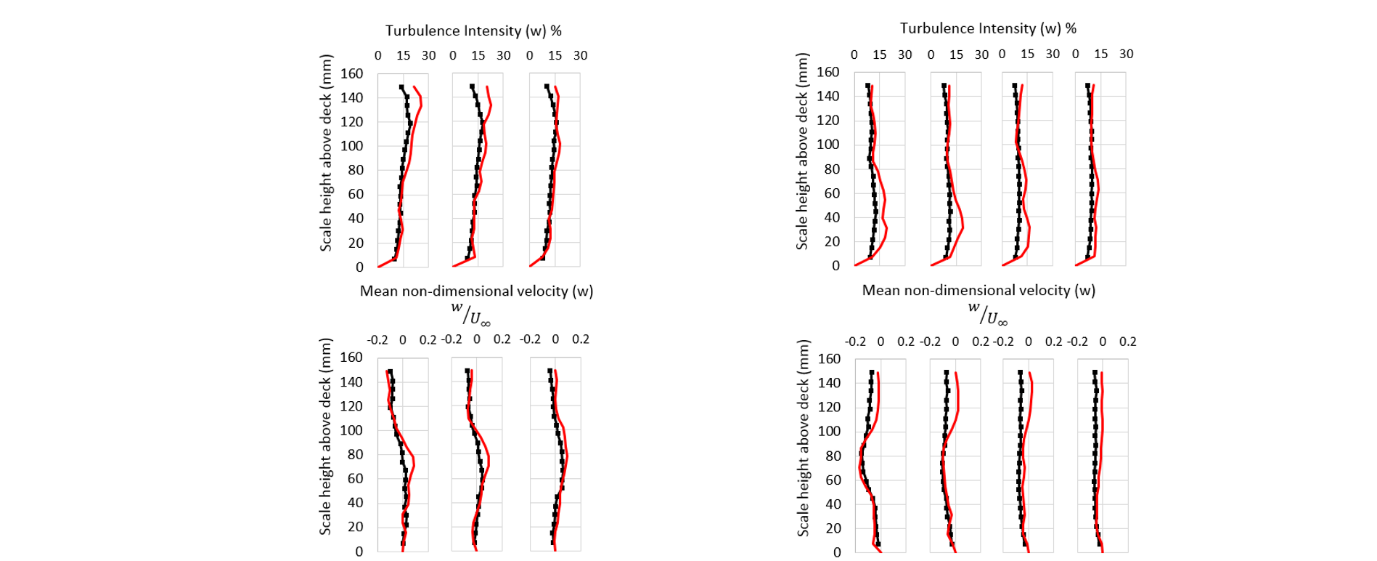 Turbulence Intensity (w) %
0 15 30 0 15 30 0 15 30
Scale height above deck (mm)
160
140
120
100
80
60
40
20
0
Mean non-dimensional velocity (w)
w/U∞
-0.2 0 0.2 -0.2 0 0.2 -0.2 0 0.2
Scale height above deck (mm)
160
140
120
100
80
60
40
20
0
Turbulence Intensity (w) %
0 15 30 0 15 30 0 15 30 0 15 30
Scale height above deck (mm)
160
140
120
100
80
60
40
20
0
Mean non-dimensional velocity (w)
w/U∞
-0.2 0 -0.2 0 -0.2 0 0.2 -0.2 0 0.2
Scale height above deck (mm)
160
140
120
100
80
60
40
20
0